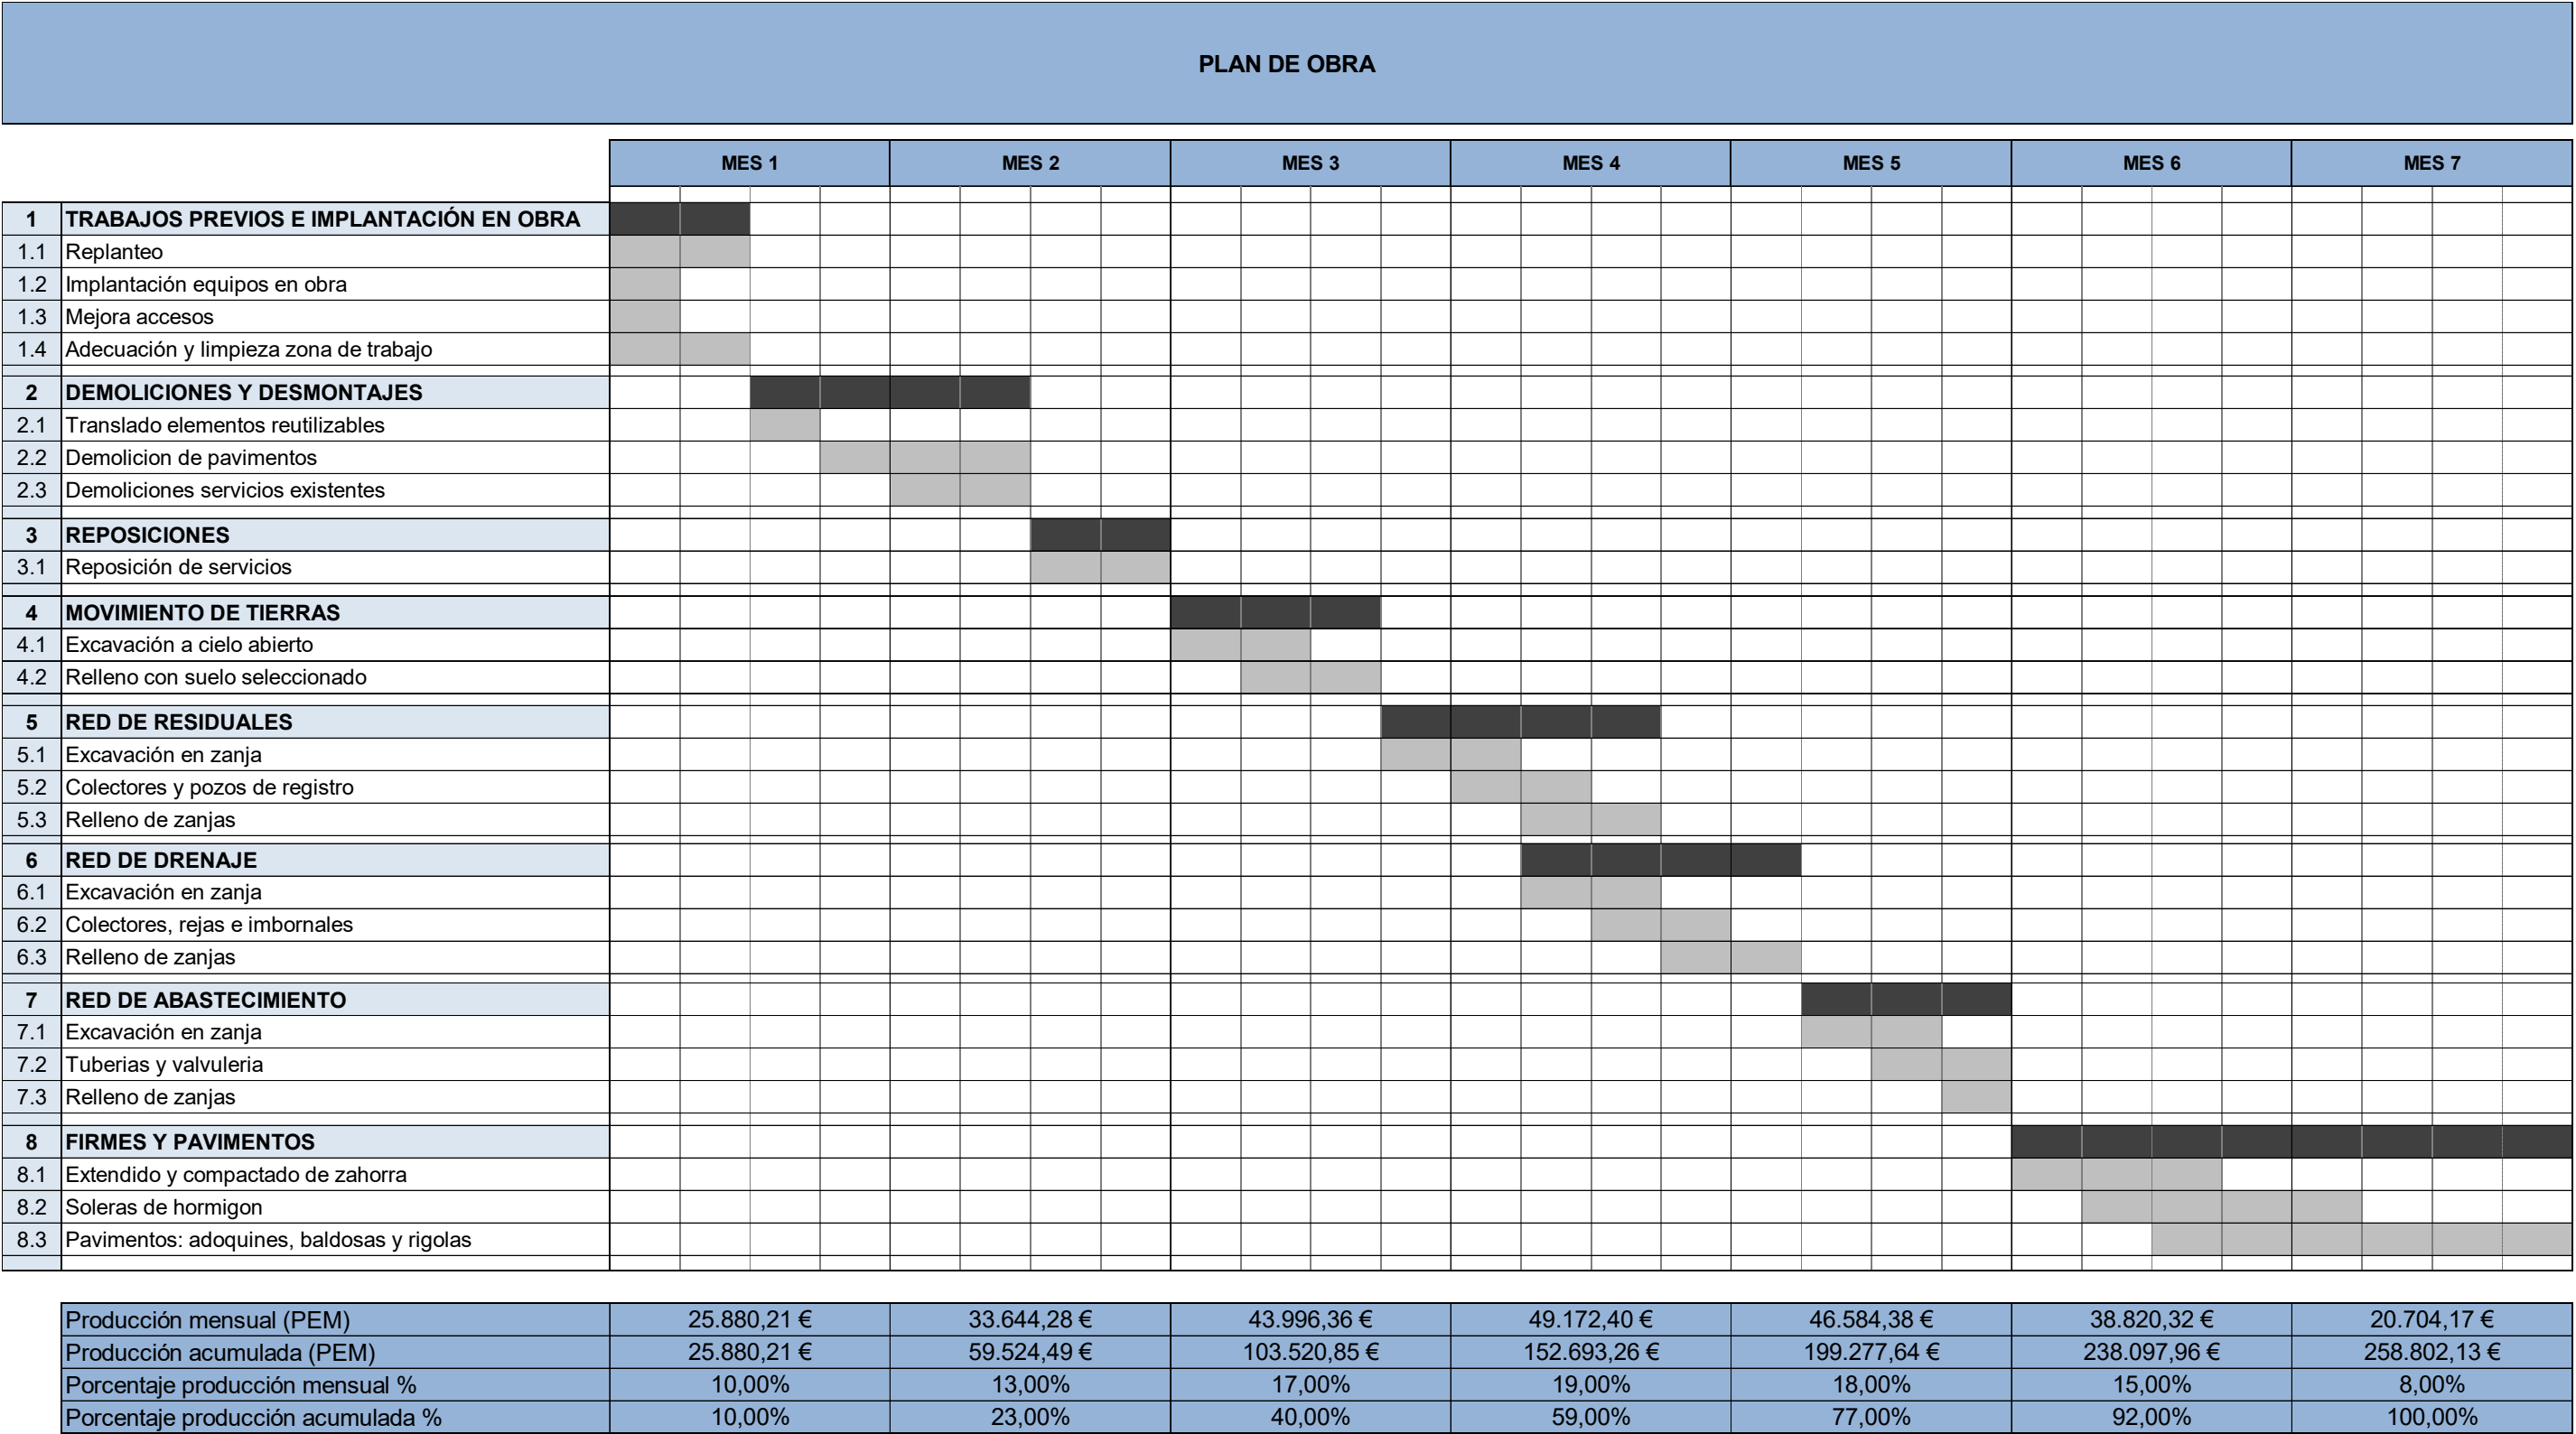 PLAN DE OBRA
MES 1 MES 2 MES 3 MES 4 MES 5 MES 6 MES 7
1 TRABAJOS PREVIOS E IMPLANTACIÓN EN OBRA
1.1 Replanteo
1.2 Implantación equipos en obra
1.3 Mejora accesos
1.4 Adecuación y limpieza zona de trabajo
2 DEMOLICIONES Y DESMONTAJES
2.1 Translado elementos reutilizables
2.2 Demolicion de pavimentos
2.3 Demoliciones servicios existentes
3 REPOSICIONES
3.1 Reposición de servicios
4 MOVIMIENTO DE TIERRAS
4.1 Excavación a cielo abierto
4.2 Relleno con suelo seleccionado
5 RED DE RESIDUALES
5.1 Excavación en zanja
5.2 Colectores y pozos de registro
5.3 Relleno de zanjas
6 RED DE DRENAJE
6.1 Excavación en zanja
6.2 Colectores, rejas e imbornales
6.3 Relleno de zanjas
7 RED DE ABASTECIMIENTO
7.1 Excavación en zanja
7.2 Tuberias y valvuleria
7.3 Relleno de zanjas
8 FIRMES Y PAVIMENTOS
8.1 Extendido y compactado de zahorra
8.2 Soleras de hormigon
8.3 Pavimentos: adoquines, baldosas y rigolas
Producción mensual (PEM) 25.880,21 € 33.644,28 € 43.996,36 € 49.172,40 € 46.584,38 € 38.820,32 € 20.704,17 €
Producción acumulada (PEM) 25.880,21 € 59.524,49 € 103.520,85 € 152.693,26 € 199.277,64 € 238.097,96 € 258.802,13 €
Porcentaje producción mensual % 10,00% 13,00% 17,00% 19,00% 18,00% 15,00% 8,00%
Porcentaje producción acumulada % 10,00% 23,00% 40,00% 59,00% 77,00% 92,00% 100,00%